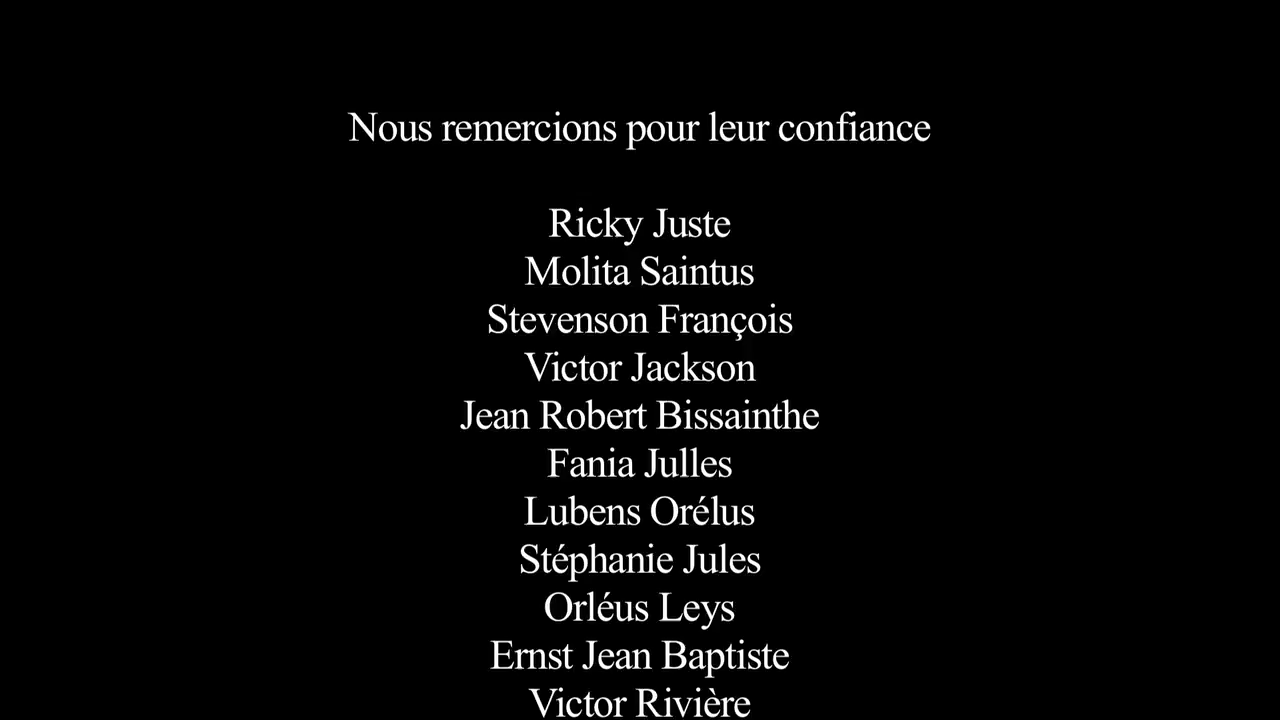 Nous remercions pour leur confiance
Ricky Juste
Molita Saintus
Stevenson François
Victor Jackson
Jean Robert Bissainthe
Fania Julles
Lubens Orélus
Stéphanie Jules
Orléus Leys
Ernst Jean Baptiste
Victor Rivière